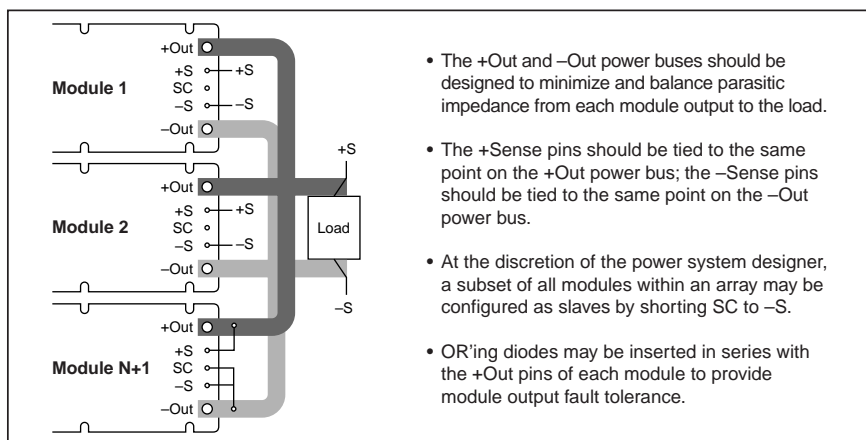 +Out
+S
+S
Module 1
SC
–S
–S
–Out
+Out
+S
+S
Module 2
SC
–S
–S
–Out
+Out
+S
Module N+1
SC
–S
–Out
+S
Load
–S
• The +Out and –Out power buses should be
designed to minimize and balance parasitic
impedance from each module output to the load.
• The +Sense pins should be tied to the same
point on the +Out power bus; the –Sense pins
should be tied to the same point on the –Out
power bus.
• At the discretion of the power system designer,
a subset of all modules within an array may be
configured as slaves by shorting SC to –S.
• OR'ing diodes may be inserted in series with
the +Out pins of each module to provide
module output fault tolerance.